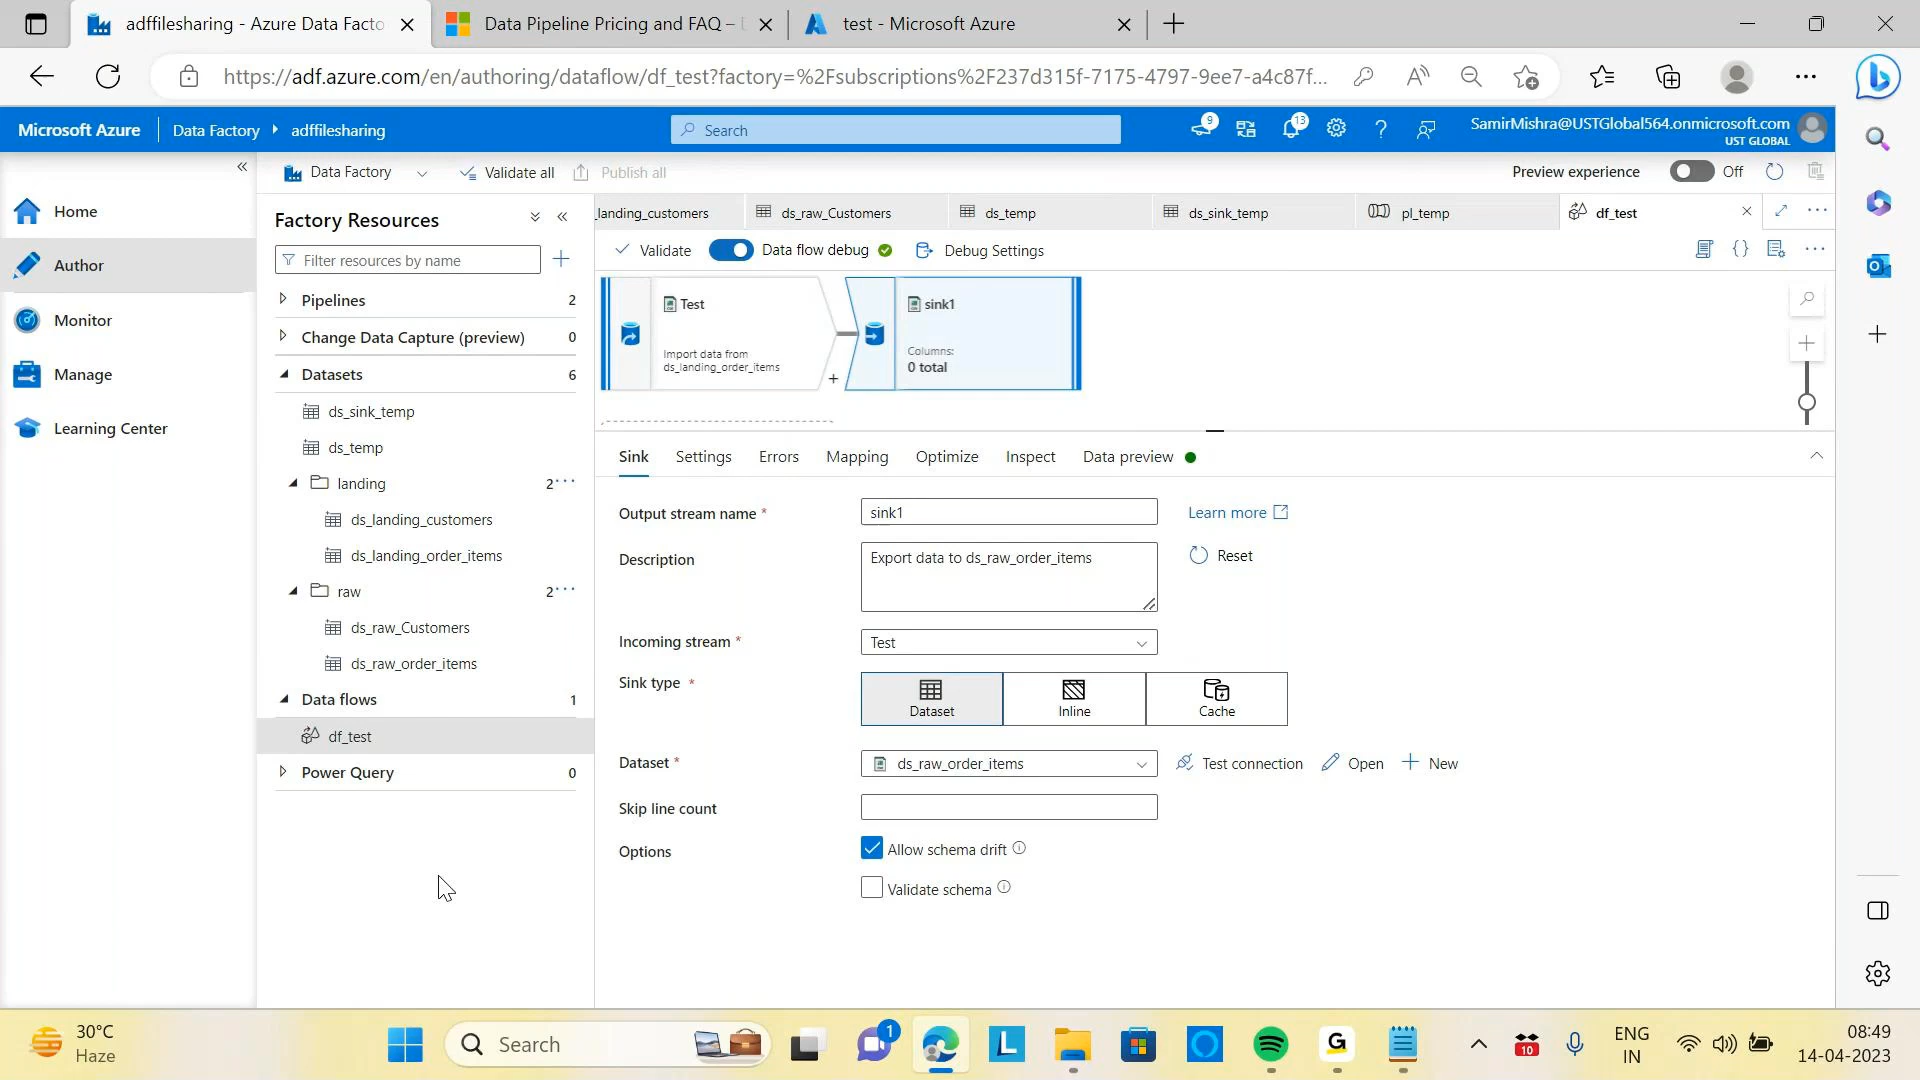 adffilesharing - Azure Data Facto
Data Pipeline Pricing and FAQ –
test - Microsoft Azure
https://adf.azure.com/en/authoring/dataflow/df_test?factory=%2Fsubscriptions%2F237d315f-7175-4797-9ee7-a4c87f...
Microsoft Azure
Data Factory
adffilesharing
Search
9
13
SamirMishra@USTGlobal564.onmicrosoft.com
UST GLOBAL
Home
Author
Monitor
Manage
Learning Center
Data Factory
Validate all
Publish all
Preview experience
Off
Factory Resources
Filter resources by name
Pipelines 2
Change Data Capture (preview) 0
Datasets 6
ds_sink_temp
ds_temp
landing 2
ds_landing_customers
ds_landing_order_items
raw 2
ds_raw_Customers
ds_raw_order_items
Data flows 1
df_test
Power Query 0
_landing_customers
ds_raw_Customers
ds_temp
ds_sink_temp
pl_temp
df_test
Validate
Data flow debug
Debug Settings
Test
Import data from
ds_landing_order_items
+
sink1
Columns:
0 total
Sink
Settings
Errors
Mapping
Optimize
Inspect
Data preview
Output stream name *
sink1
Learn more
Description
Export data to ds_raw_order_items
Reset
Incoming stream *
Test
Sink type *
Dataset
Inline
Cache
Dataset *
ds_raw_order_items
Test connection
Open
New
Skip line count
Options
Allow schema drift
Validate schema
30°C
Haze
Search
1
10
ENG
IN
08:49
14-04-2023